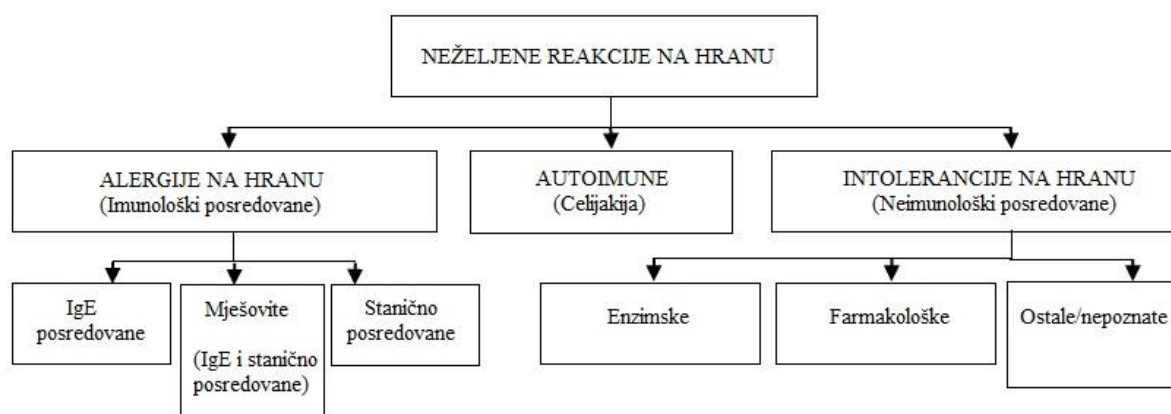 NEŽELJENE REAKCIJE NA HRANU
ALERGIJE NA HRANU
(Imunološki posredovane)
AUTOIMUNE
(Celijakija)
INTOLERANCIJE NA HRANU
(Neimunološki posredovane)
IgE
posredovane
Mješovite
(IgE i stanično
posredovane)
Stanično
posredovane
Enzimske
Farmakološke
Ostale/nepoznate